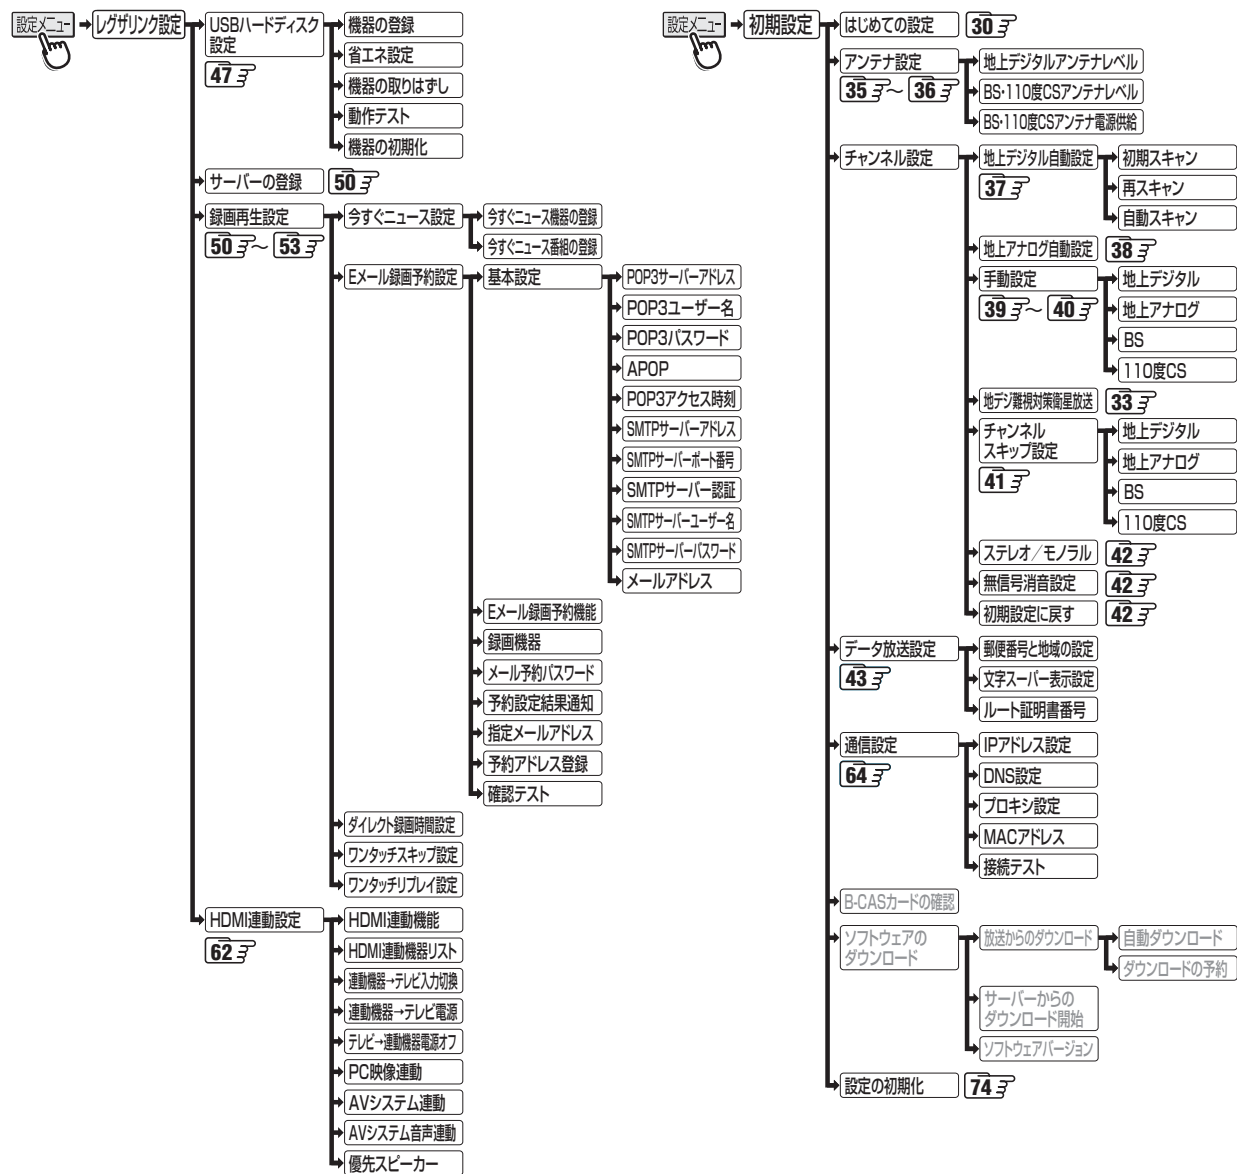 設定メニュー
レグザリンク設定
USBハードディスク
設定
47
機器の登録
省エネ設定
機器の取りはずし
動作テスト
機器の初期化
サーバーの登録
50
録画再生設定
50 ~ 53
今すぐニュース設定
今すぐニュース機器の登録
今すぐニュース番組の登録
Eメール録画予約設定
基本設定
POP3サーバーアドレス
POP3ユーザー名
POP3パスワード
APOP
POP3アクセス時刻
SMTPサーバーアドレス
SMTPサーバーポート番号
SMTPサーバー認証
SMTPサーバーユーザー名
SMTPサーバーパスワード
メールアドレス
Eメール録画予約機能
録画機器
メール予約パスワード
予約設定結果通知
指定メールアドレス
予約アドレス登録
確認テスト
ダイレクト録画時間設定
ワンタッチスキップ設定
ワンタッチリプレイ設定
HDMI連動設定
62
HDMI連動機能
HDMI連動機器リスト
連動機器→テレビ入力切換
連動機器→テレビ電源
テレビ→連動機器電源オフ
PC映像連動
AVシステム連動
AVシステム音声連動
優先スピーカー
設定メニュー
初期設定
はじめての設定
30
アンテナ設定
35 ~ 36
地上デジタルアンテナレベル
BS・110度CSアンテナレベル
BS・110度CSアンテナ電源供給
チャンネル設定
地上デジタル自動設定
37
初期スキャン
再スキャン
自動スキャン
地上アナログ自動設定
38
手動設定
39 ~ 40
地上デジタル
地上アナログ
BS
110度CS
地デジ難視対策衛星放送
33
チャンネル
スキップ設定
41
地上デジタル
地上アナログ
BS
110度CS
ステレオ/モノラル
42
無信号消音設定
42
初期設定に戻す
42
データ放送設定
43
郵便番号と地域の設定
文字スーパー表示設定
ルート証明書番号
通信設定
64
IPアドレス設定
DNS設定
プロキシ設定
MACアドレス
接続テスト
B-CASカードの確認
ソフトウェアの
ダウンロード
放送からのダウンロード
自動ダウンロード
ダウンロードの予約
サーバーからの
ダウンロード開始
ソフトウェアバージョン
設定の初期化
74